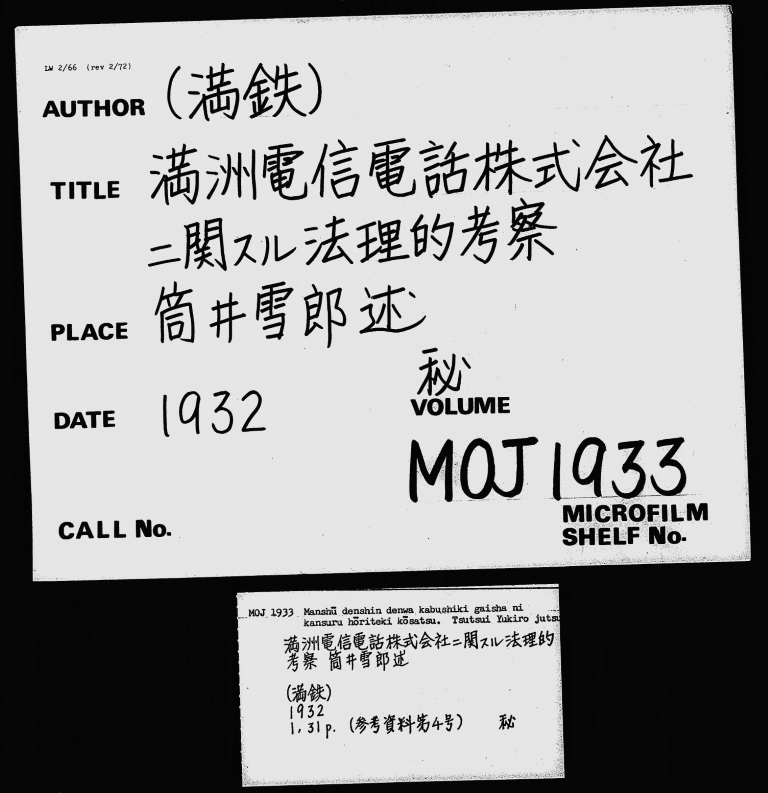 LW 2/66 (rev 2/72)
AUTHOR (満鉄)
TITLE 満洲電信電話株式会社
ニ関スル法理的考察
PLACE 筒井雪郎述
秘
DATE 1932 VOLUME
MOJ 1933
CALL No. MICROFILM
SHELF No.
MOJ 1933 Manshū denshin denwa kabushiki gaisha ni
kansuru hōriteki kōsatsu. Tsutsui Yukiro jutsu
満洲電信電話株式会社ニ関スル法理的
考察 筒井雪郎述
(満鉄)
1932
1, 31p. (参考資料第4号) 秘